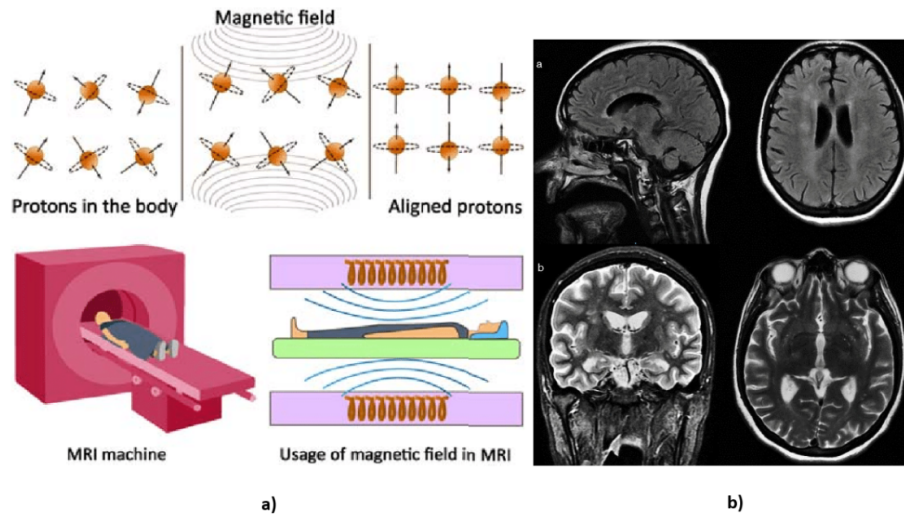 Magnetic field
Protons in the body
Aligned protons
MRI machine
Usage of magnetic field in MRI
a)
a
b
b)